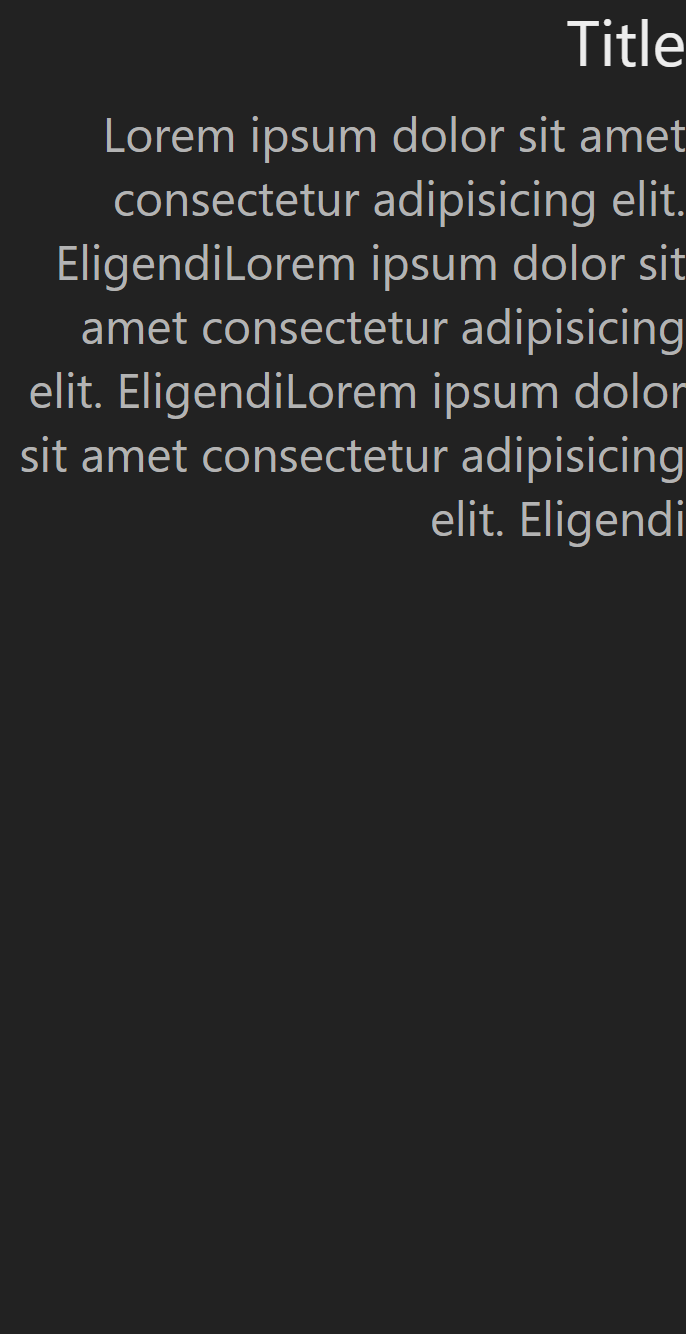 Title
Lorem ipsum dolor sit amet
consectetur adipisicing elit.
EligendiLorem ipsum dolor sit
amet consectetur adipisicing
elit. EligendiLorem ipsum dolor
sit amet consectetur adipisicing
elit. Eligendi